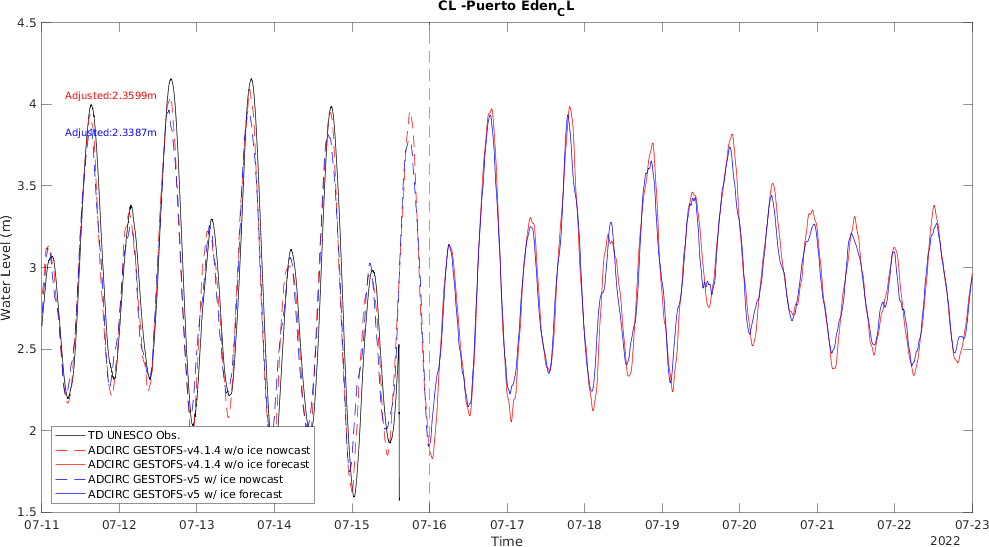 CL -Puerto Eden_CL
4.5
4
3.5
3
2.5
2
1.5
Water Level (m)
Adjusted:2.3599m
Adjusted:2.3387m
TD UNESCO Obs.
ADCIRC GESTOFS-v4.1.4 w/o ice nowcast
ADCIRC GESTOFS-v4.1.4 w/o ice forecast
ADCIRC GESTOFS-v5 w/ ice nowcast
ADCIRC GESTOFS-v5 w/ ice forecast
07-11 07-12 07-13 07-14 07-15 07-16 07-17 07-18 07-19 07-20 07-21 07-22 07-23
Time
2022